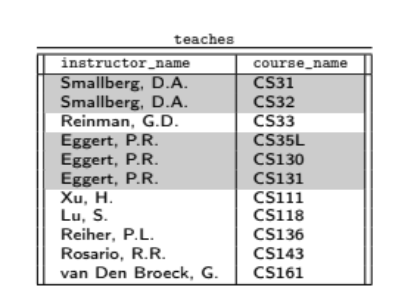 teaches
instructor_name course_name
Smallberg, D.A. CS31
Smallberg, D.A. CS32
Reinman, G.D. CS33
Eggert, P.R. CS35L
Eggert, P.R. CS130
Eggert, P.R. CS131
Xu, H. CS111
Lu, S. CS118
Reiher, P.L. CS136
Rosario, R.R. CS143
van Den Broeck, G. CS161